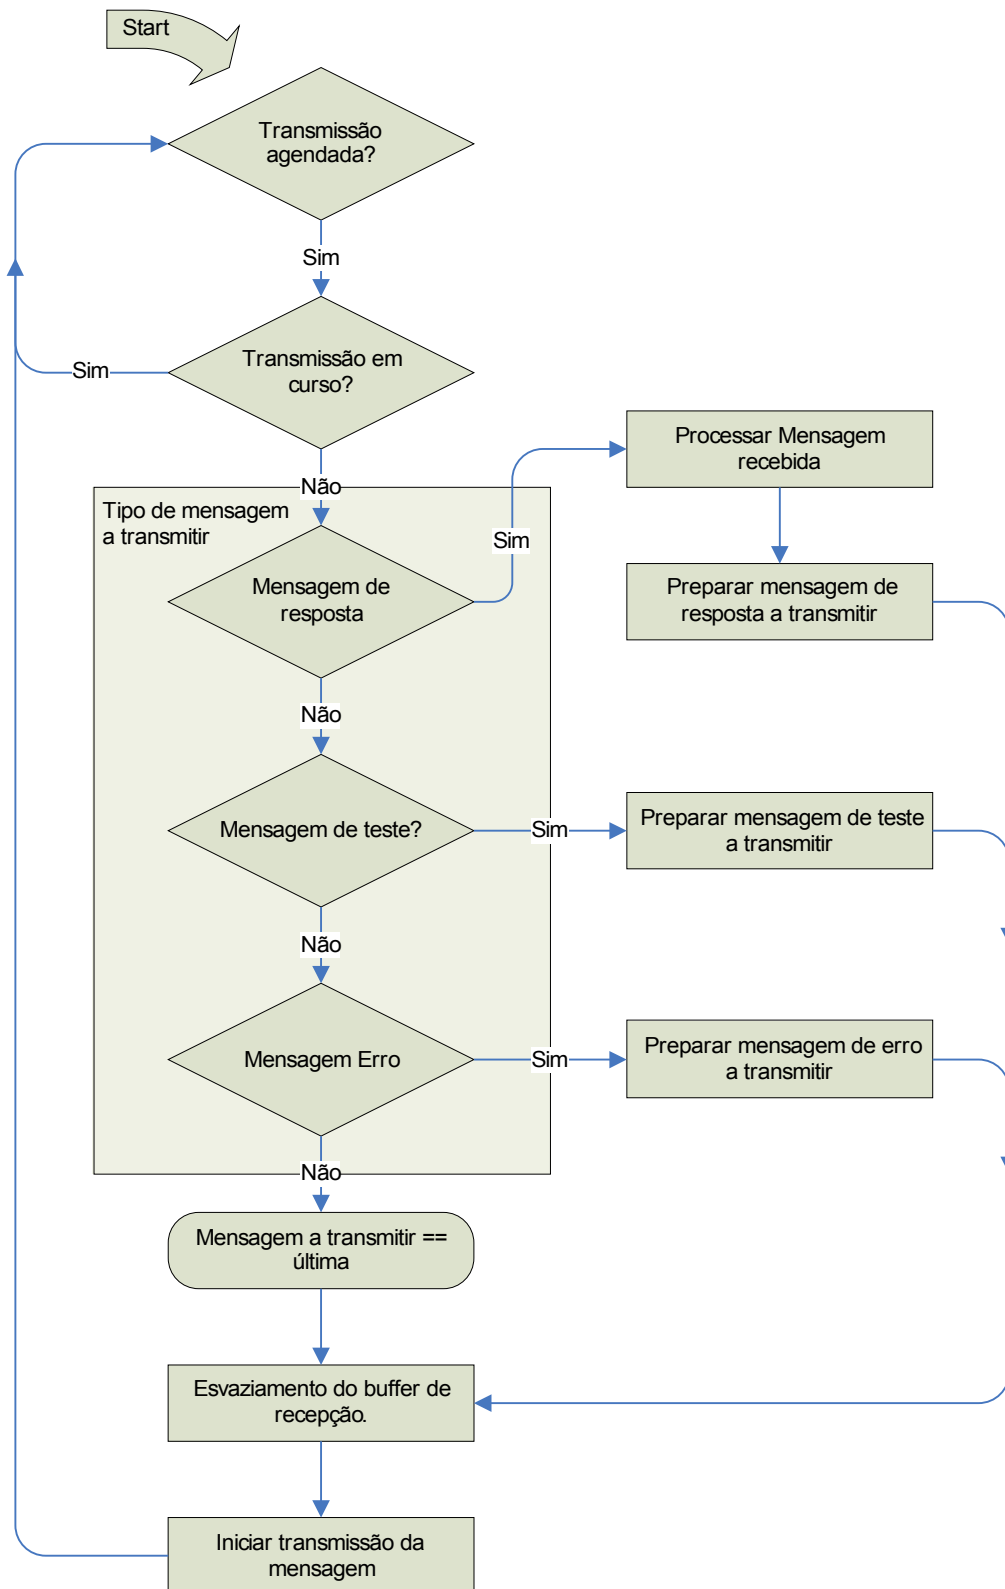 Start
Transmissão
agendada?
Sim
Transmissão em
curso?
Sim
Não
Tipo de mensagem
a transmitir
Mensagem de
resposta
Sim
Processar Mensagem
recebida
Preparar mensagem de
resposta a transmitir
Não
Mensagem de teste?
Sim
Preparar mensagem de teste
a transmitir
Não
Mensagem Erro
Sim
Preparar mensagem de erro
a transmitir
Não
Mensagem a transmitir ==
última
Esvaziamento do buffer de
recepção.
Iniciar transmissão da
mensagem